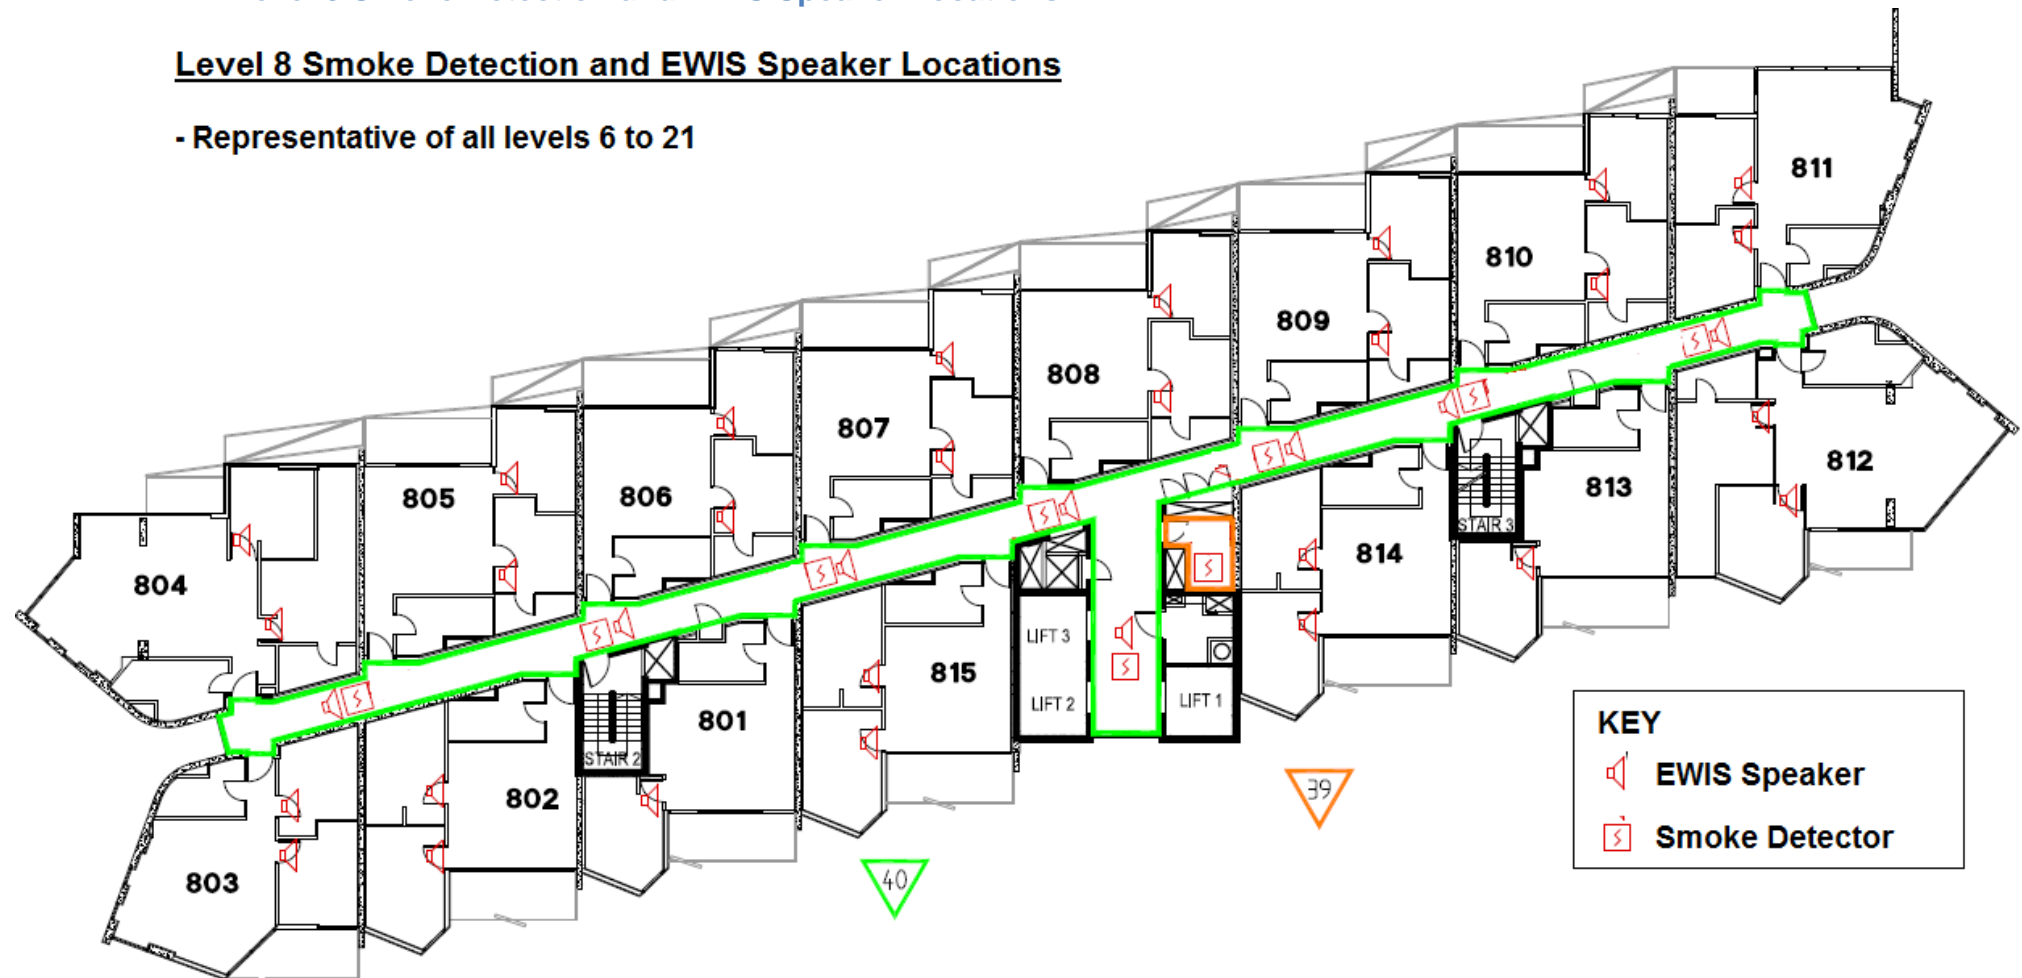 Level 8 Smoke Detection and EWIS Speaker Locations
- Representative of all levels 6 to 21
811
810
809
808
807
806
805
804
812
813
STAIR 3
814
LIFT 3
LIFT 2
LIFT 1
815
801
STAIR 2
802
803
39
40
KEY
EWIS Speaker
Smoke Detector